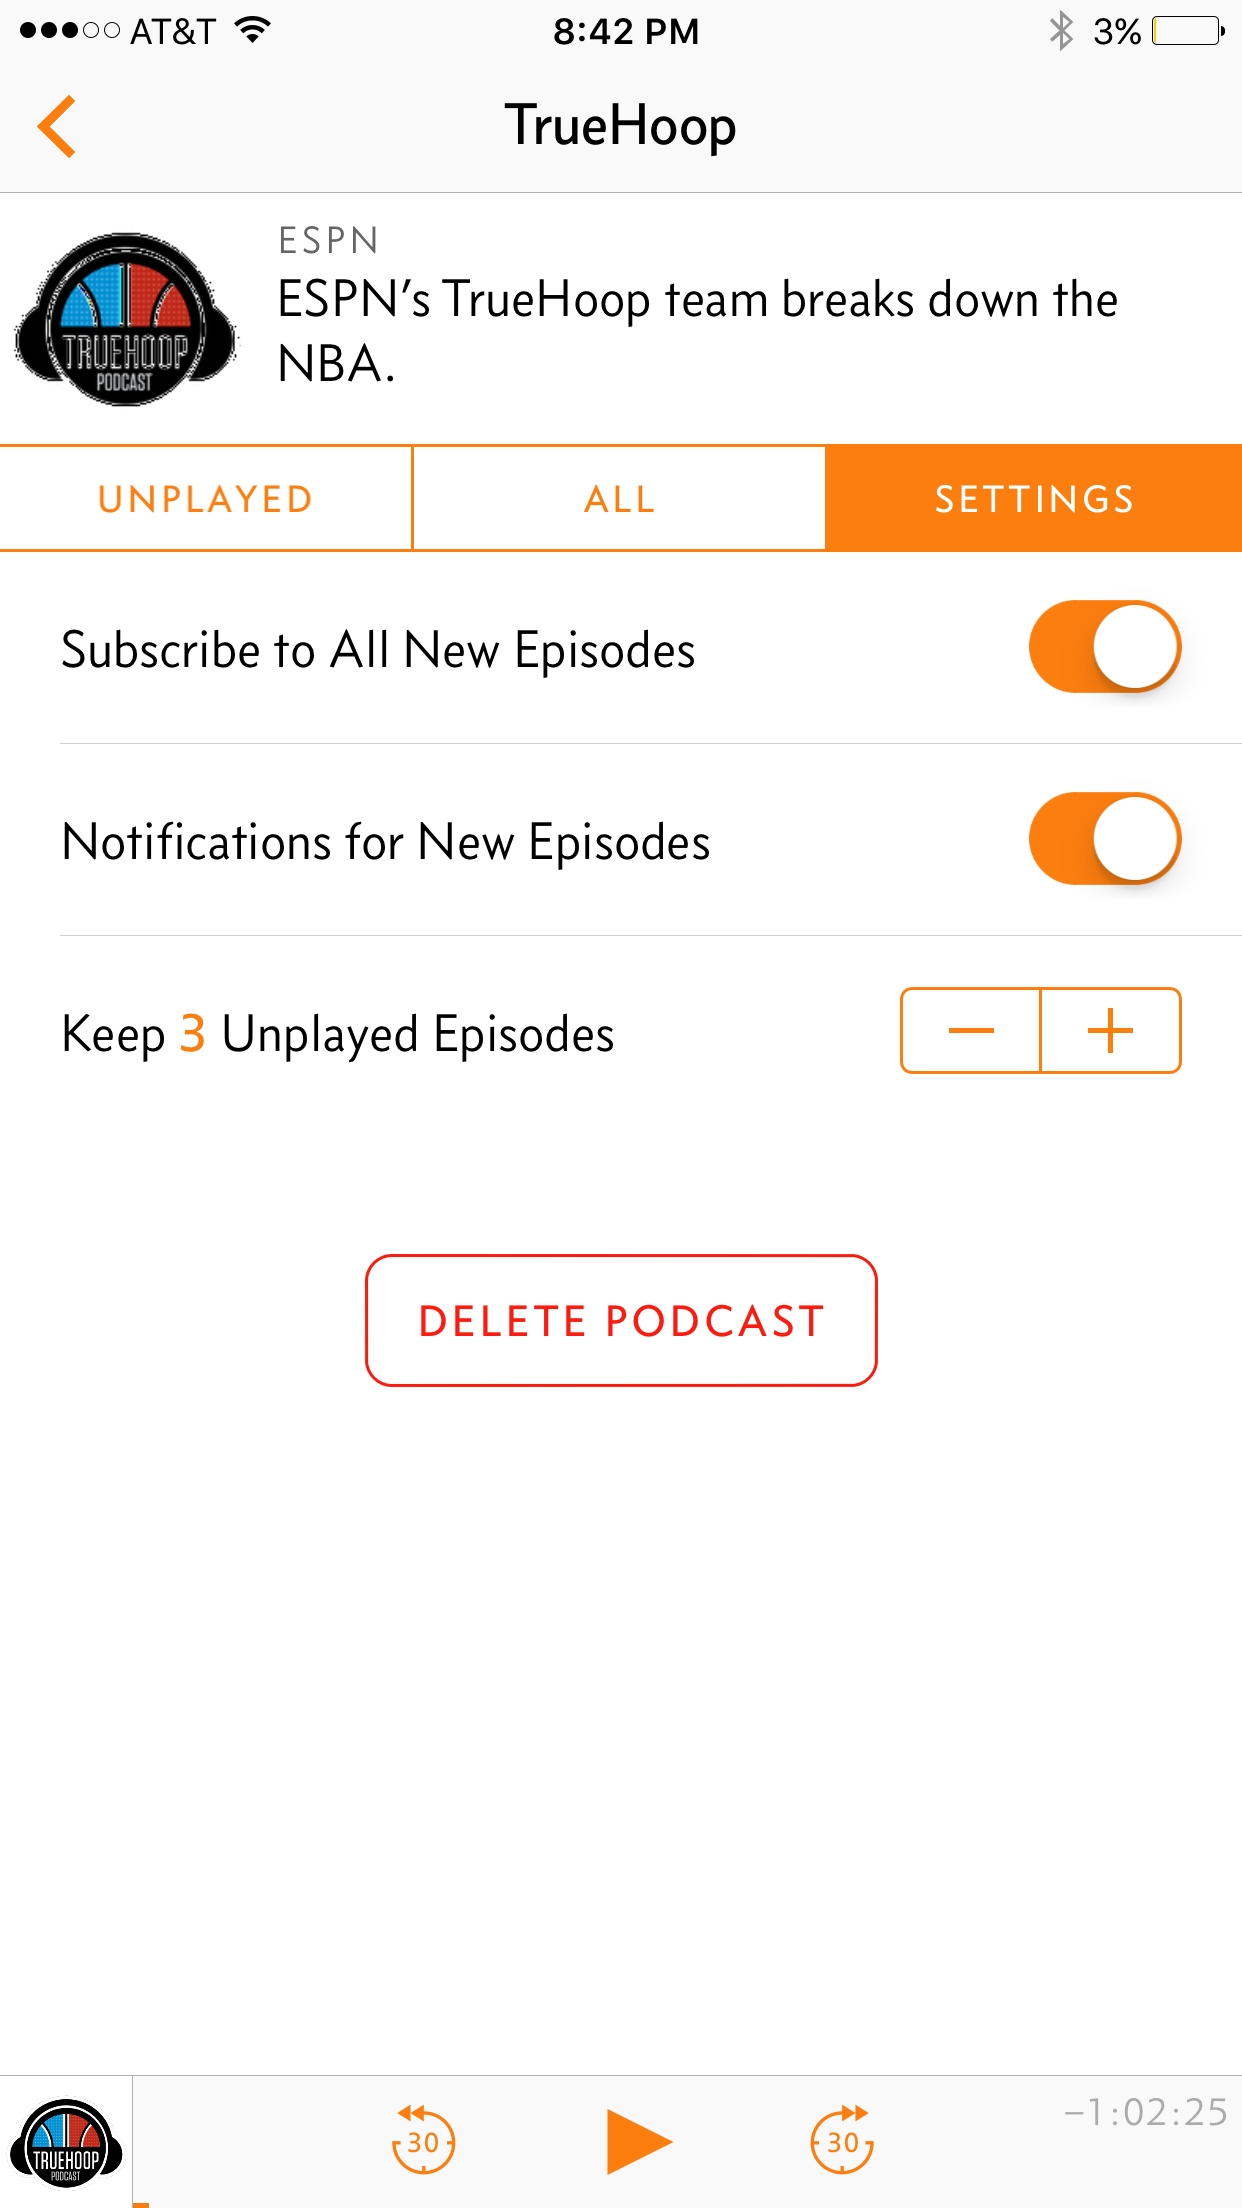 AT&T 8:42 PM 3%
TrueHoop
ESPN
ESPN’s TrueHoop team breaks down the
NBA.
TRUEHOOP
PODCAST
UNPLAYED ALL SETTINGS
Subscribe to All New Episodes
Notifications for New Episodes
Keep 3 Unplayed Episodes
DELETE PODCAST
TRUEHOOP
PODCAST
30 30
–1:02:25